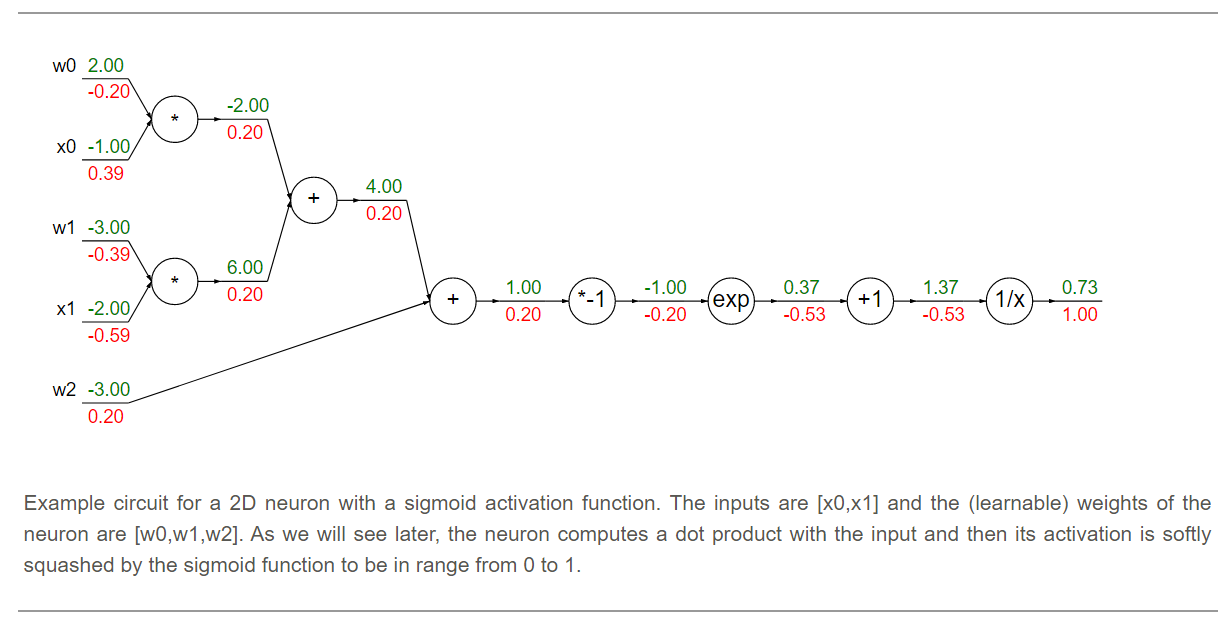 w0 2.00
-0.20
*
-2.00
0.20
x0 -1.00
0.39
+
4.00
0.20
w1 -3.00
-0.39
*
6.00
0.20
x1 -2.00
-0.59
+
1.00
0.20
*-1
-1.00
-0.20
exp
0.37
-0.53
+1
1.37
-0.53
1/x
0.73
1.00
w2 -3.00
0.20
Example circuit for a 2D neuron with a sigmoid activation function. The inputs are [x0,x1] and the (learnable) weights of the
neuron are [w0,w1,w2]. As we will see later, the neuron computes a dot product with the input and then its activation is softly
squashed by the sigmoid function to be in range from 0 to 1.